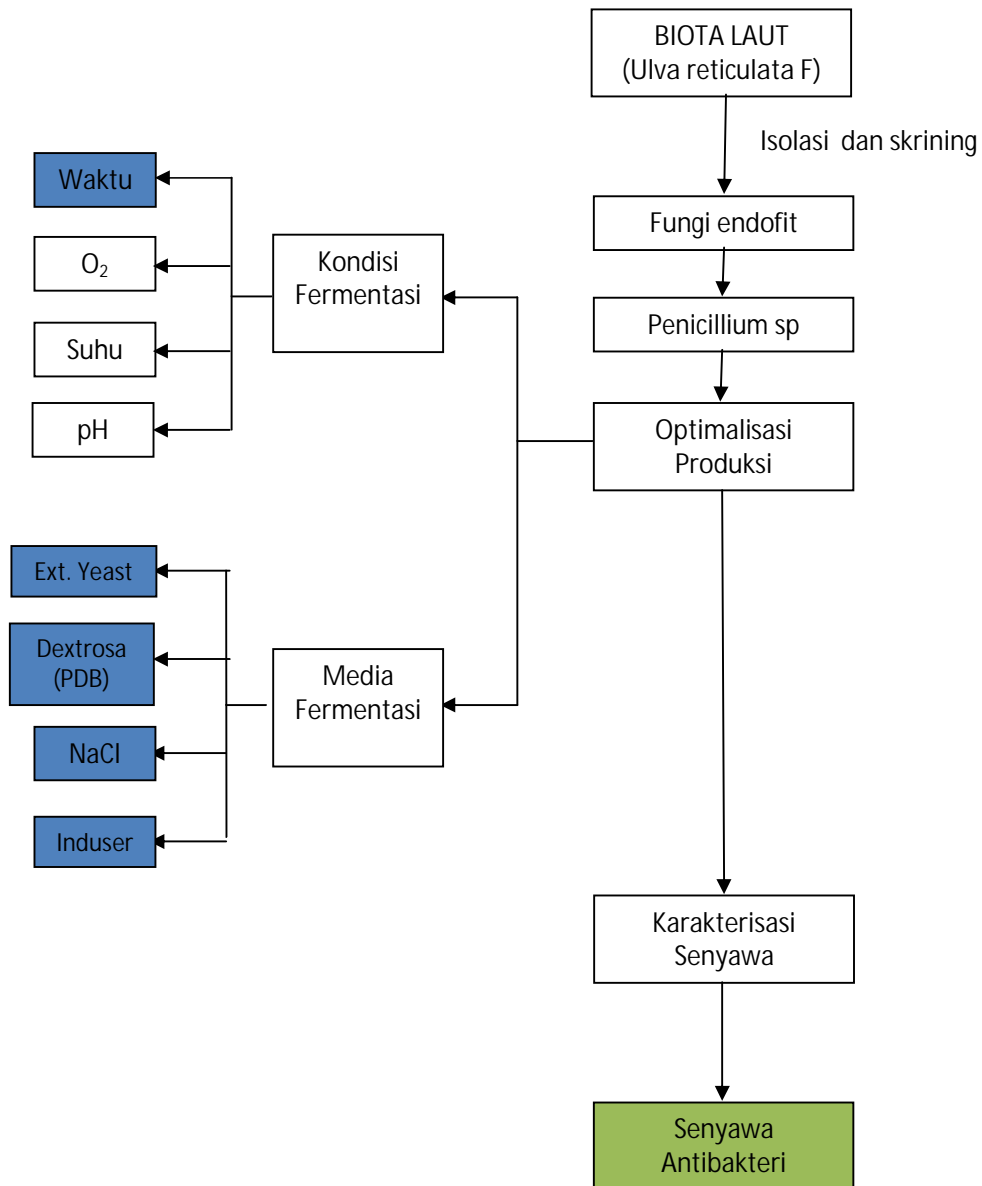 BIOTA LAUT
(Ulva reticulata F)
Isolasi dan skrining
Waktu
Fungi endofit
O₂
Kondisi
Fermentasi
Penicillium sp
Suhu
pH
Optimalisasi
Produksi
Ext. Yeast
Dextrosa
(PDB)
Media
Fermentasi
NaCl
Induser
Karakterisasi
Senyawa
Senyawa
Antibakteri